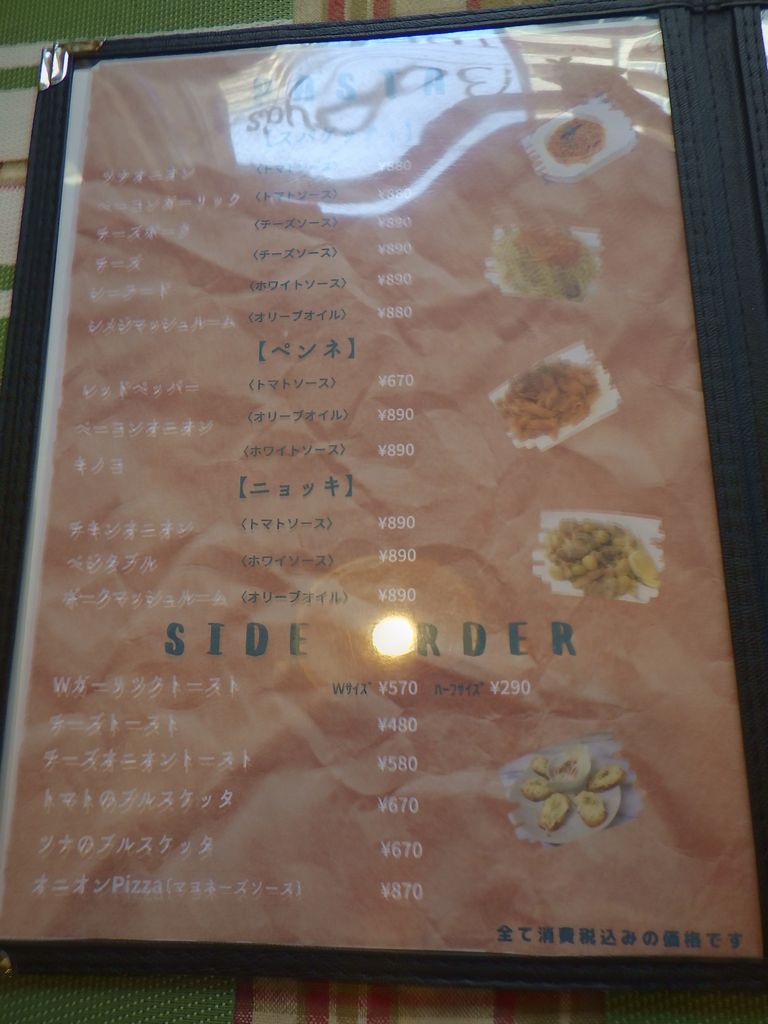 PASTA
【スパゲッティ】
ツナオニオン 〈トマトソース〉 ¥880
ベーコンガーリック 〈トマトソース〉 ¥880
チーズポーク 〈チーズソース〉 ¥890
チーズ 〈チーズソース〉 ¥890
シーフード 〈ホワイトソース〉 ¥890
シメジマッシュルーム 〈オリーブオイル〉 ¥880
【ペンネ】
レッドペッパー 〈トマトソース〉 ¥670
ベーコンオニオン 〈オリーブオイル〉 ¥890
キノコ 〈ホワイトソース〉 ¥890
【ニョッキ】
チキンオニオン 〈トマトソース〉 ¥890
ベジタブル 〈ホワイソース〉 ¥890
ポークマッシュルーム 〈オリーブオイル〉 ¥890
SIDE ORDER
Wガーリックトースト Wサイズ ¥570 ハーフサイズ ¥290
チーズトースト ¥480
チーズオニオントースト ¥580
トマトのブルスケッタ ¥670
ツナのブルスケッタ ¥670
オニオンPizza(マヨネーズソース) ¥870
全て消費税込みの価格です